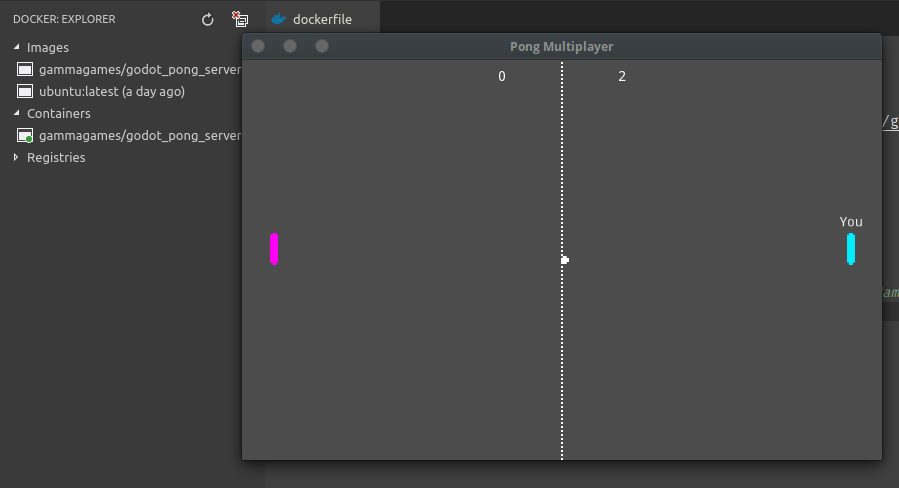 DOCKER: EXPLORER
dockerfile
Images
gammagames/godot_pong_server
ubuntu:latest (a day ago)
Containers
gammagames/godot_pong_server
Registries
Pong Multiplayer
0 2
You
/g
am